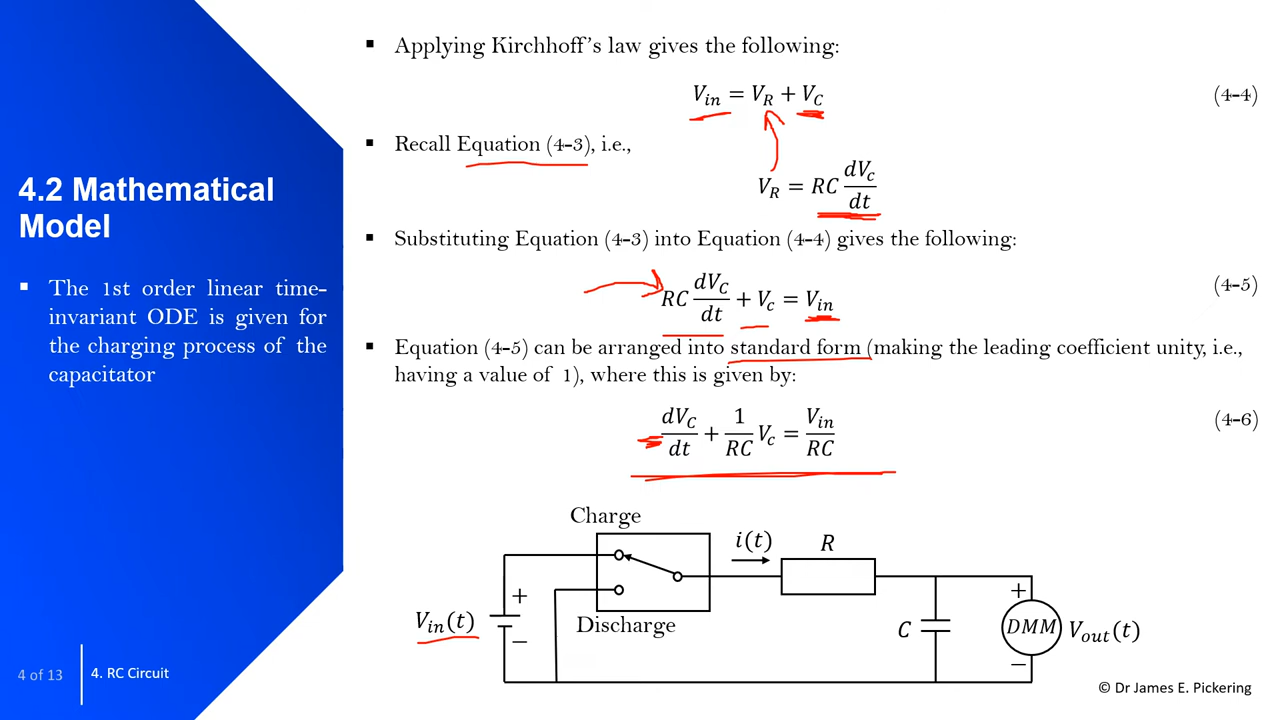 4.2 Mathematical
Model
▪ The 1st order linear time-
invariant ODE is given for
the charging process of the
capacitator
4 of 13
4. RC Circuit
▪ Applying Kirchhoff's law gives the following:
V_in = V_R + V_C (4-4)
▪ Recall Equation (4-3), i.e.,
V_R = RC dV_c/dt
▪ Substituting Equation (4-3) into Equation (4-4) gives the following:
RC dV_C/dt + V_c = V_in (4-5)
▪ Equation (4-5) can be arranged into standard form (making the leading coefficient unity, i.e.,
having a value of 1), where this is given by:
dV_C/dt + 1/RC V_c = V_in/RC (4-6)
Charge
i(t)
R
+
V_in(t)
−
Discharge
C
+
DMM
V_out(t)
−
© Dr James E. Pickering